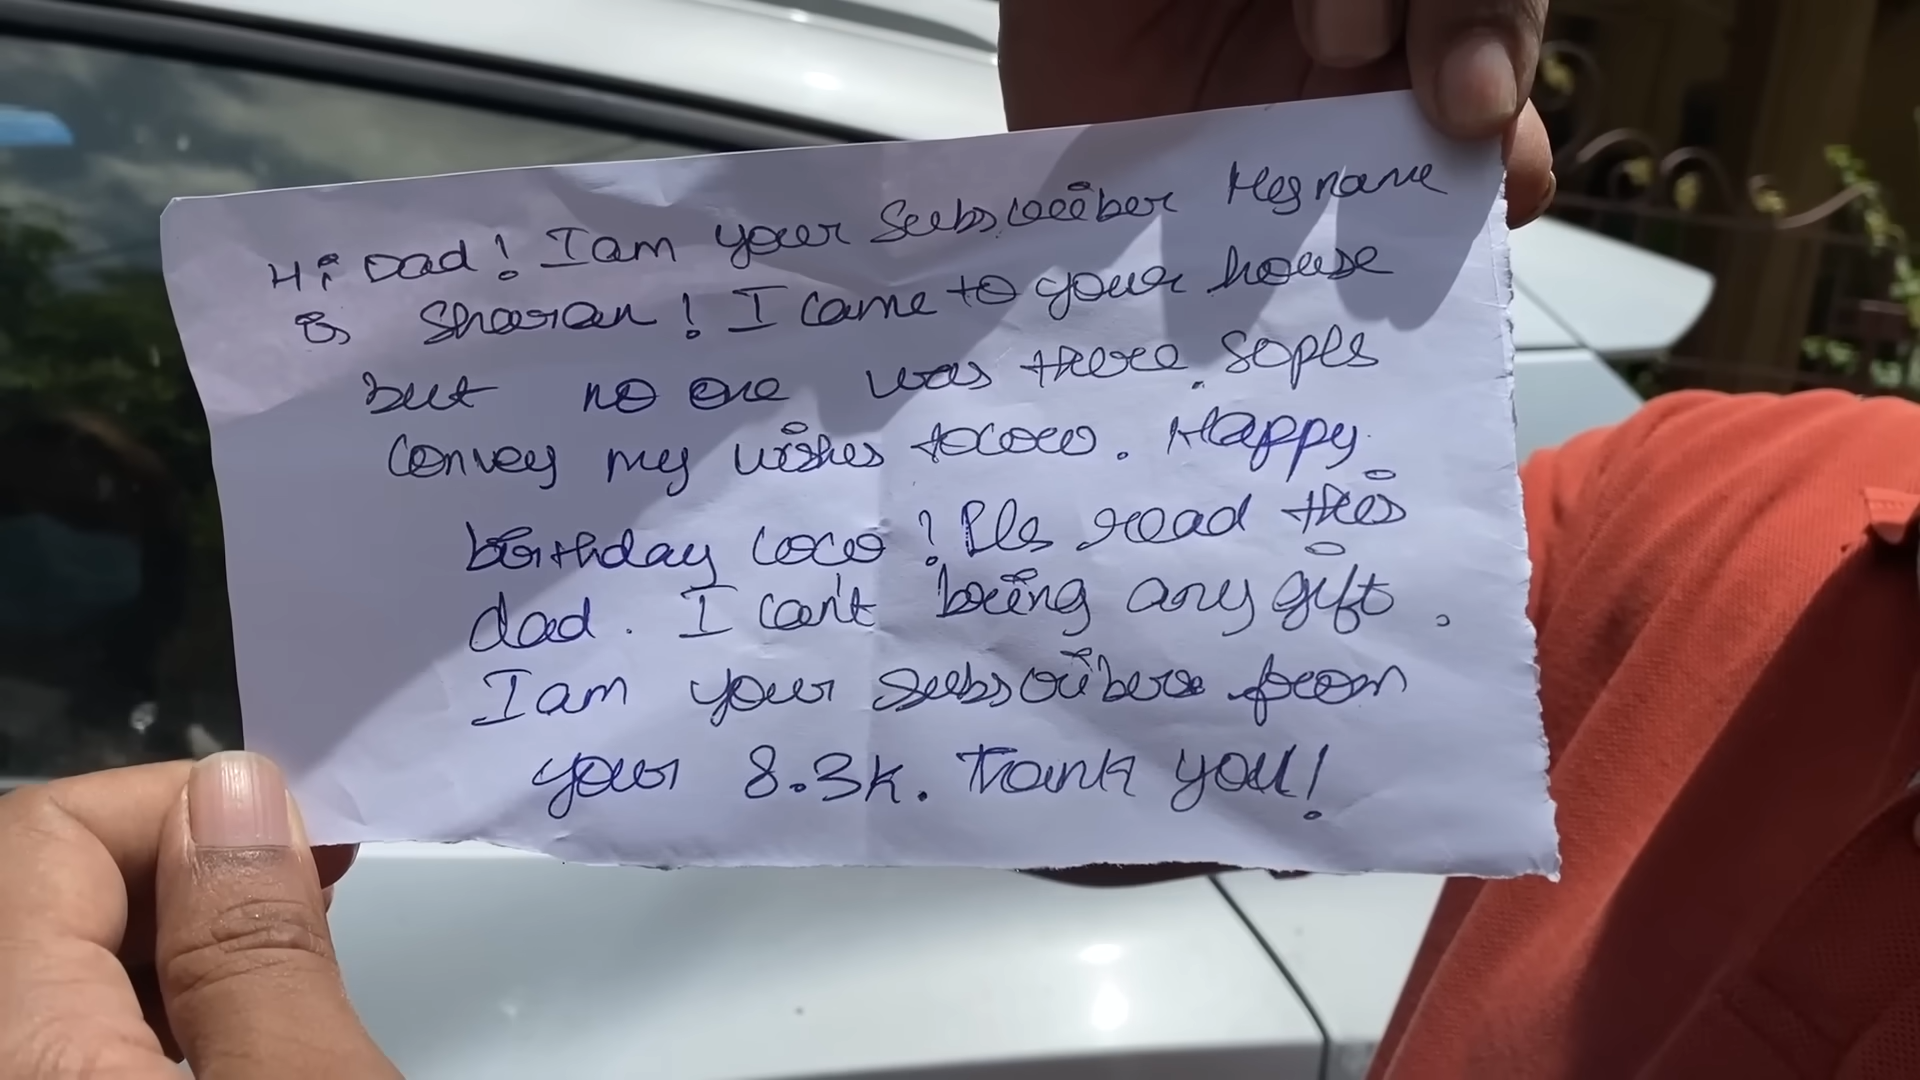 Hi Dad! I am your Subscriber My name
is Sharan! I came to your house
but no one was there. So pls
convey my wishes to coco. Happy
birthday coco! Pls read this
dad. I can't bring any gift.
I am your subscriber from
your 8.3k. Thank you!